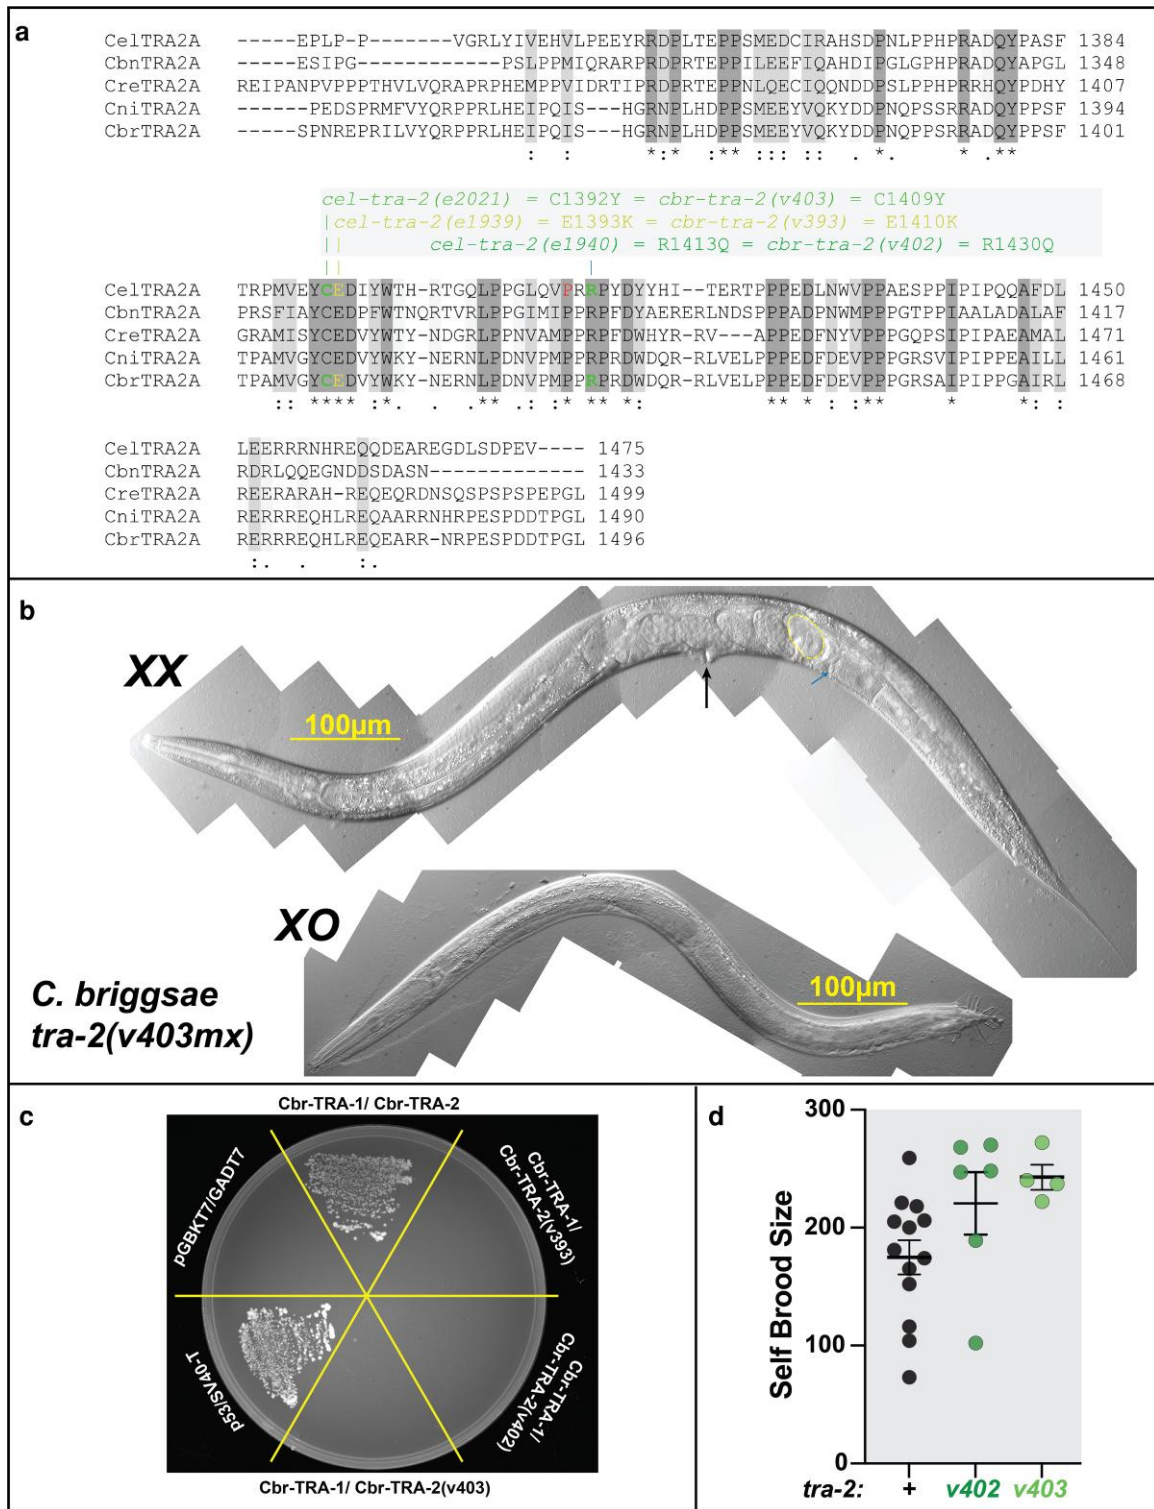 a
CelTRA2A -----EPLP-P-------VGRLYIVEHVLPEEYRRDPLTEPPSMEDCIRAHSDPNLPPHPRADQYPASF 1384
CbnTRA2A -----ESIPG------------PSLPPMIQRARPRDPRTEPPILEEFIQAHDIPGLGPHPRADQYAPGL 1348
CreTRA2A REIPANPVPPPTHVLVQRAPRPHEMPPVIDRTIPRDPRTEPPNLQECIQQNDPSLPPHPRRHQYPDHY 1407
CniTRA2A -----PEDSPRMFVYQRPPRLHEIPQIS---HGRNPLHDPPSMEEYVQKYDDPNQPSSRRADQYPPSF 1394
CbrTRA2A -----SPNREPRILVYQRPPRLHEIPQIS---HGRNPLHDPPSMEEYVQKYDDPNQPPSRRADQYPPSF 1401
: : *:* :**:::: :: . *. * .**
cel-tra-2(e2021) = C1392Y = cbr-tra-2(v403) = C1409Y
cel-tra-2(e1939) = E1393K = cbr-tra-2(v393) = E1410K
cel-tra-2(e1940) = R1413Q = cbr-tra-2(v402) = R1430Q
CelTRA2A TRPMVEYCEDIYWTH-RTGQLPPGLQVPRRPYDYYHI--TERTPPPEDLNWVPPAESPPIPIPQQAFDL 1450
CbnTRA2A PRSFIAYCEDPFWTNQRTVRLPPGIMIPPRPFDYAERERLNDSPPPADPNWMPPPGTPPIAALADALAF 1417
CreTRA2A GRAMISYCEDVYWTY-NDGRLPPNVAMPPRPFDWHYR-RV---APPPEDFNYVPPPQSPPIPIPAEAMAL 1471
CniTRA2A TPAMVGYCEDVYWKY-NERNLPDNVPMPPRPRDWDQR-RLVELPPPEDFDEVPPPGRSVIPIPPEAILL 1461
CbrTRA2A TPAMVGYCEDVYWKY-NERNLPDNVPMPPRPRDWDQR-RLVELPPPEDFDEVPPPGRSAIPIPPGAIRL 1468
:: **** :*. . .** .: * ** *: ** * : :** * *: :
CelTRA2A LEERRRNHREQQDEAREGDLSDPEV---- 1475
CbnTRA2A RDRLQQEGNDDSDASN------------- 1433
CreTRA2A REERARAH-REQEQRDNSQSPSPSPEPGL 1499
CniTRA2A RERRREQHLREQAARRNHRPESPDDTPGL 1490
CbrTRA2A RERRREQHLREQEARR-NRPESPDDTPGL 1496
:. . :.
b
XX
100µm
XO
100µm
C. briggsae
tra-2(v403mx)
c
Cbr-TRA-1/ Cbr-TRA-2
pGBKT7/GADT7
Cbr-TRA-1/
Cbr-TRA-2(v393)
p53/SV40-T
Cbr-TRA-1/
Cbr-TRA-2(v402)
Cbr-TRA-1/ Cbr-TRA-2(v403)
d
Self Brood Size
300
200
100
0
tra-2: + v402 v403